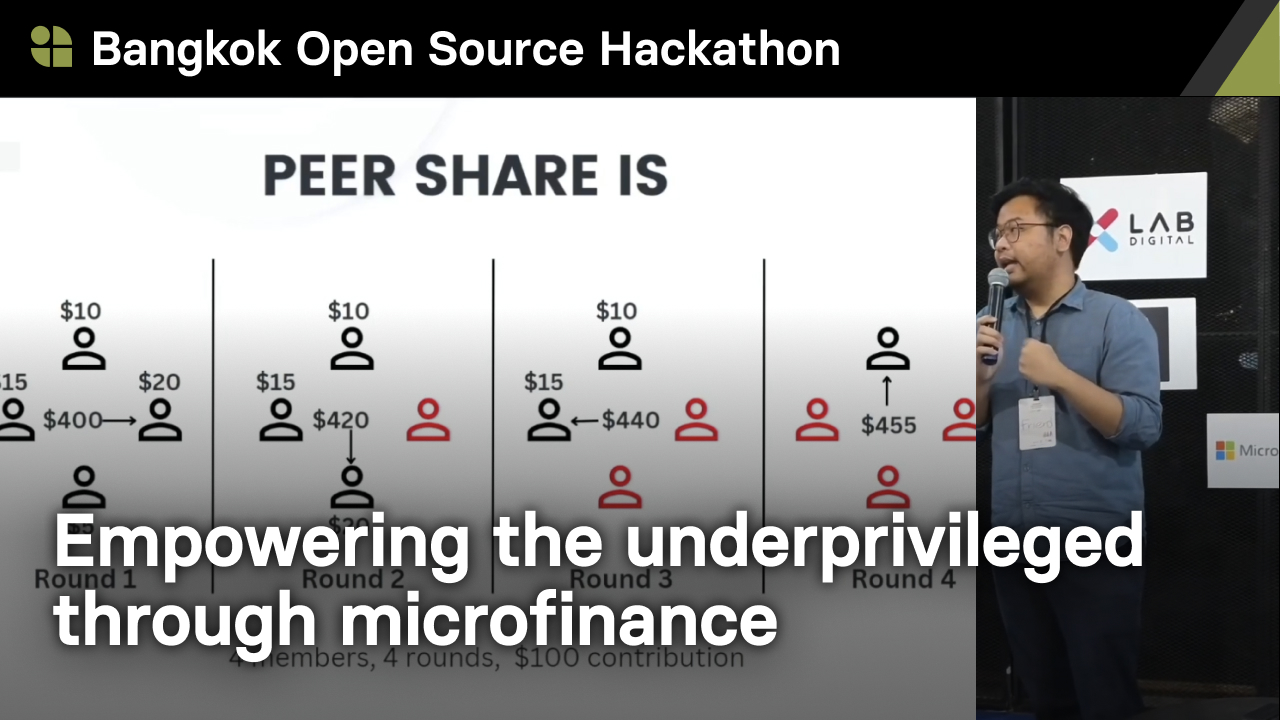 Bangkok Open Source Hackathon
PEER SHARE IS
$10
$10
$10
$15
$20
$15
$15
$400
$420
$440
$455
Empowering the underprivileged
Round 1
Round 2
Round 3
Round 4
through microfinance
4 members, 4 rounds, $100 contribution
LAB
DIGITAL
Micro